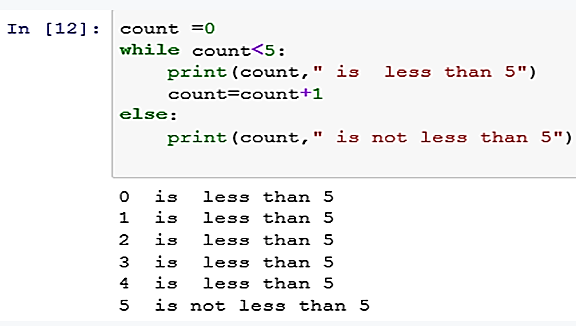 In [12]: count =0
while count<5:
    print(count," is  less than 5")
    count=count+1
else:
    print(count," is not less than 5")
0  is  less than 5
1  is  less than 5
2  is  less than 5
3  is  less than 5
4  is  less than 5
5  is not less than 5